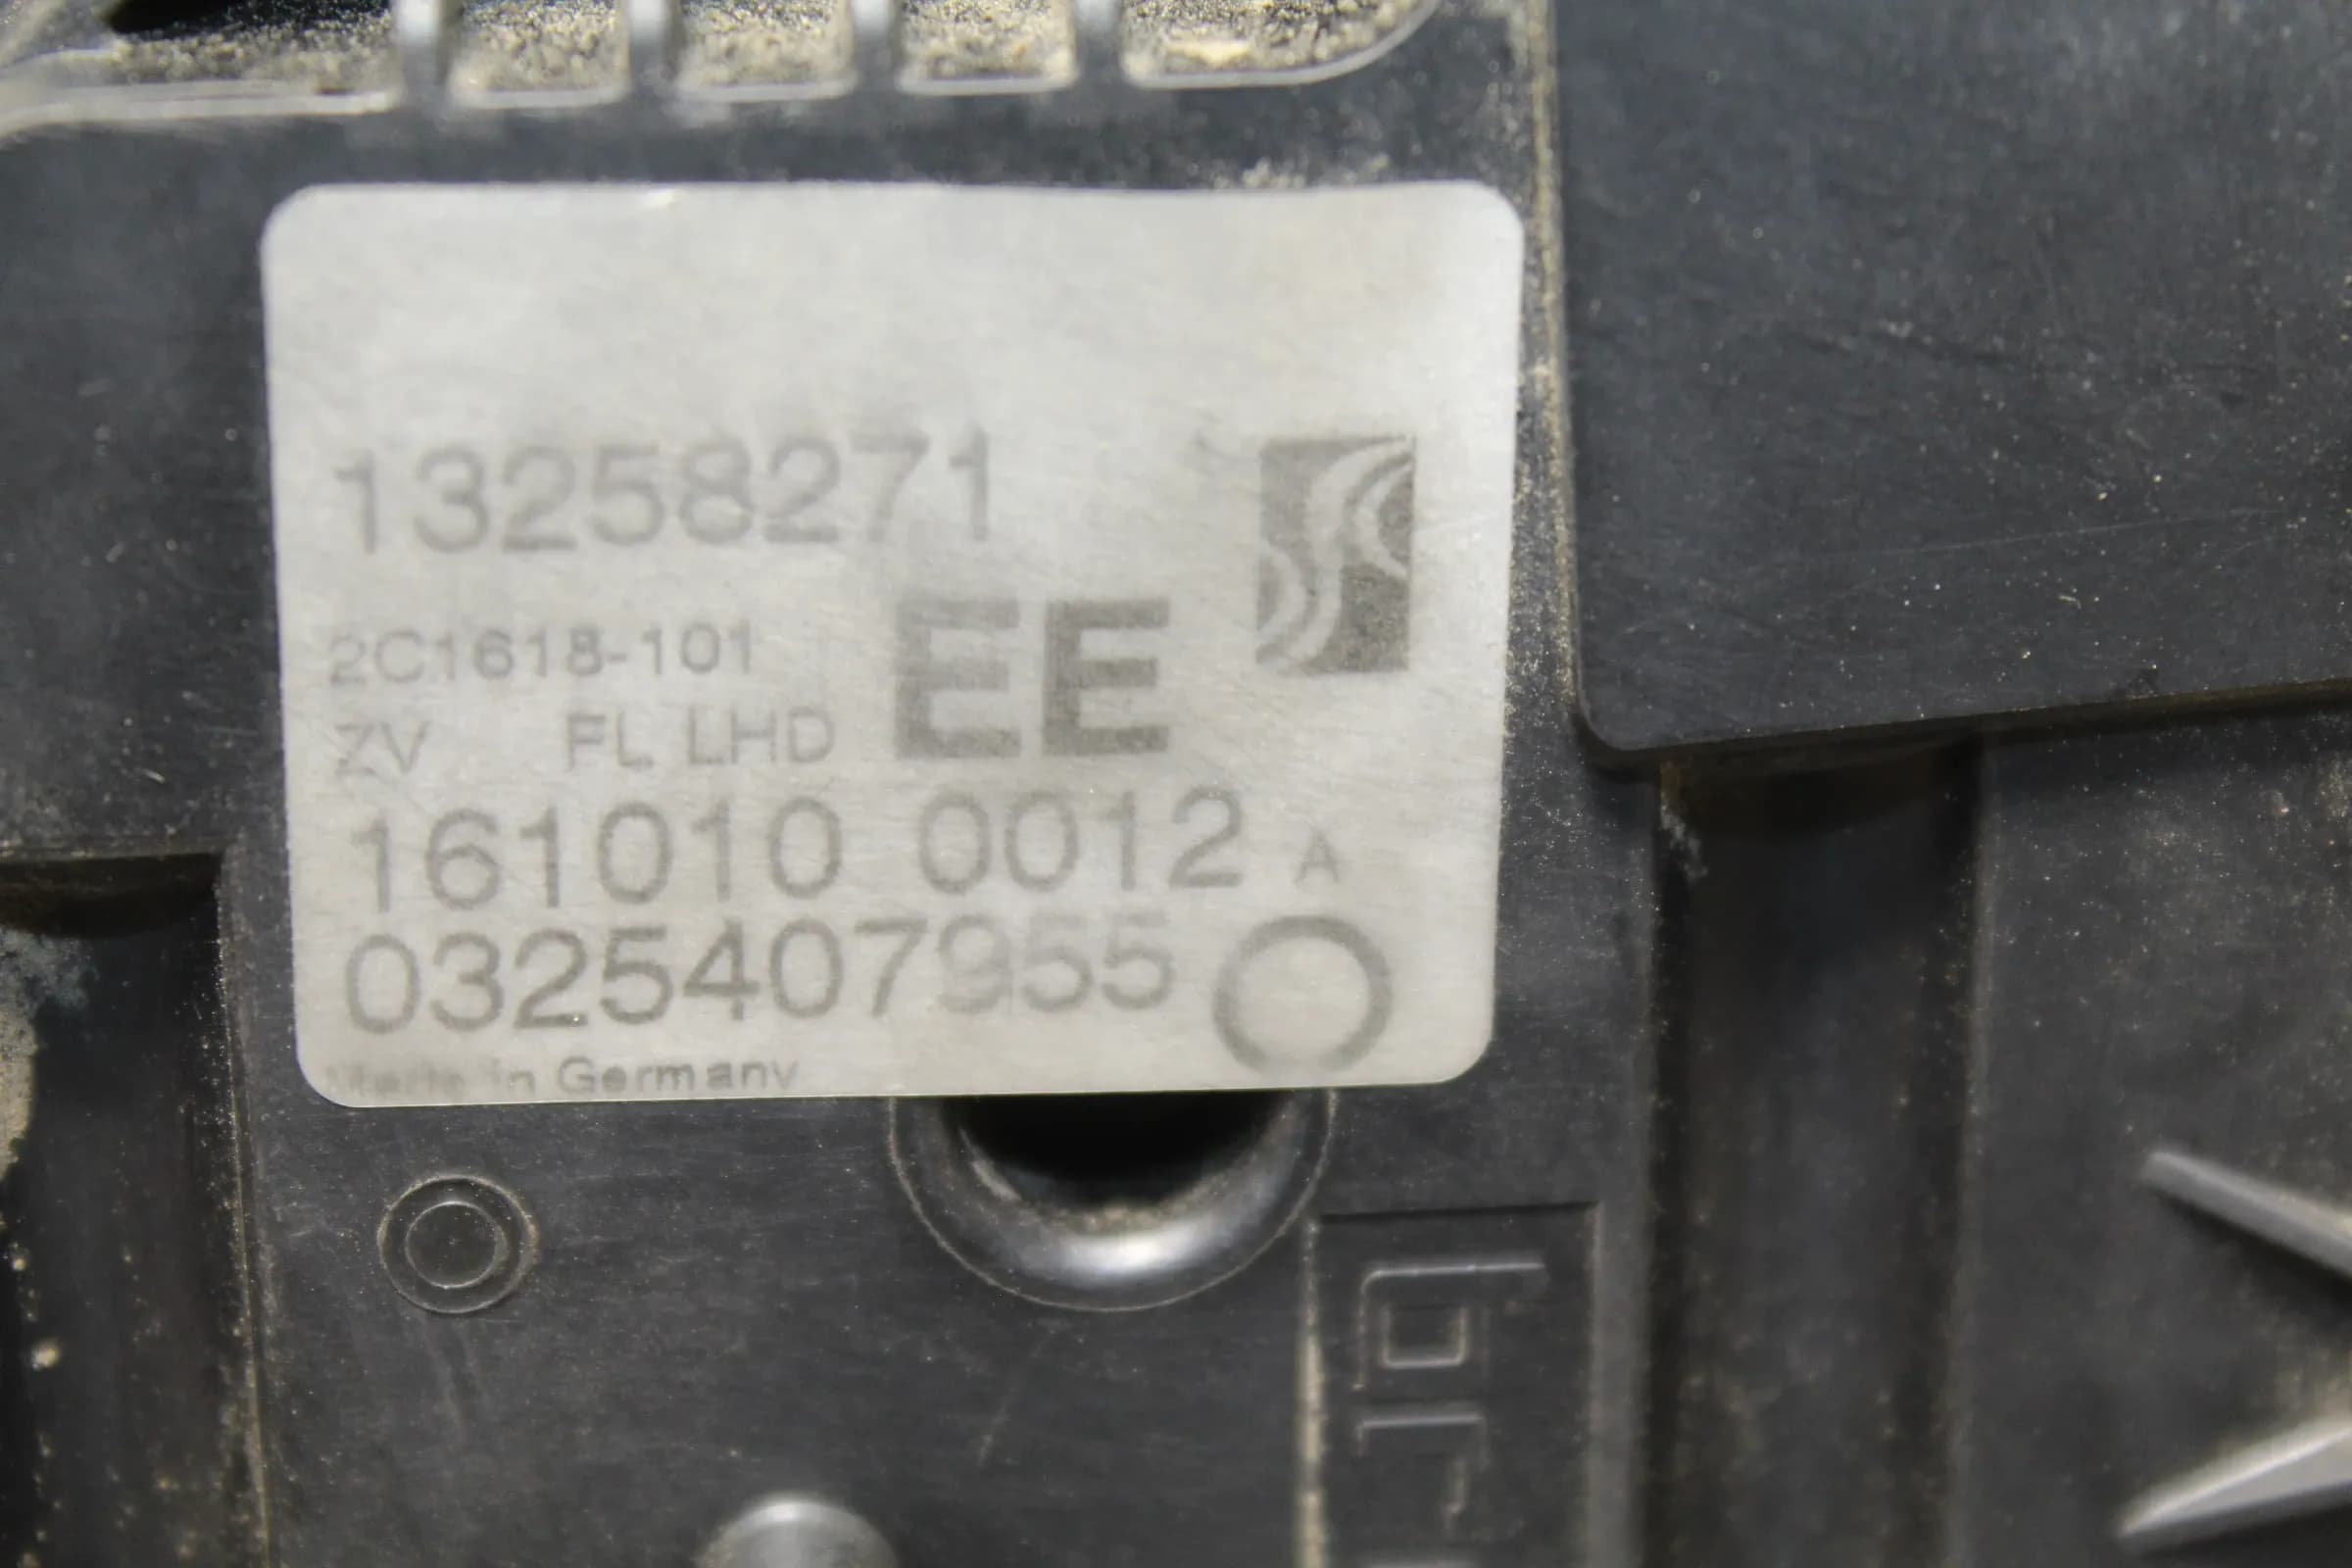 13258271
2C1618-101
EE
ZV FL LHD
161010 0012 A
0325407955
Made in Germany